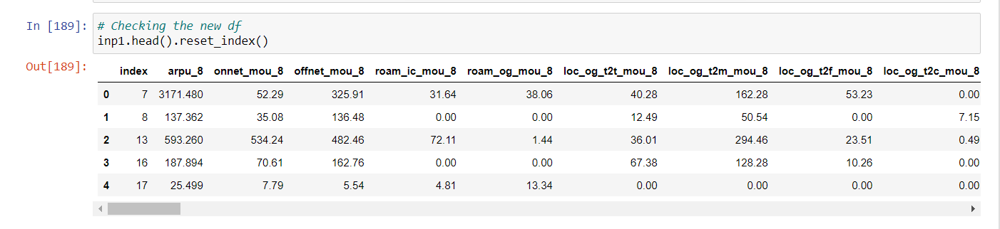 In [189]: # Checking the new df
inp1.head().reset_index()
Out[189]:
index arpu_8 onnet_mou_8 offnet_mou_8 roam_ic_mou_8 roam_og_mou_8 loc_og_t2t_mou_8 loc_og_t2m_mou_8 loc_og_t2f_mou_8 loc_og_t2c_mou_8
0 7 3171.480 52.29 325.91 31.64 38.06 40.28 162.28 53.23 0.00
1 8 137.362 35.08 136.48 0.00 0.00 12.49 50.54 0.00 7.15
2 13 593.260 534.24 482.46 72.11 1.44 36.01 294.46 23.51 0.49
3 16 187.894 70.61 162.76 0.00 0.00 67.38 128.28 10.26 0.00
4 17 25.499 7.79 5.54 4.81 13.34 0.00 0.00 0.00 0.00